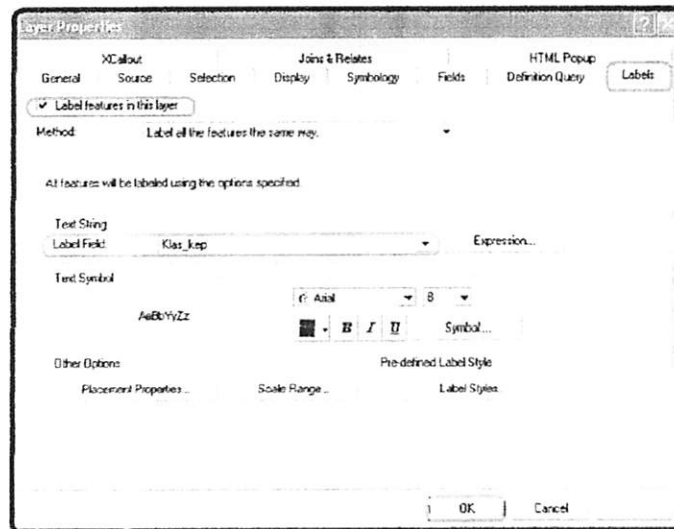 Layer Properties
XCallout Joins & Relates HTML Popup
General Source Selection Display Symbology Fields Definition Query Labels
Label features in this layer
Method: Label all the features the same way.
All features will be labeled using the options specified.
Text String
Label Field: Klas_kep Expression...
Text Symbol
AaBbYyZz
Arial 8
B I U Symbol...
Other Options Pre-defined Label Style
Placement Properties... Scale Range... Label Styles...
OK Cancel